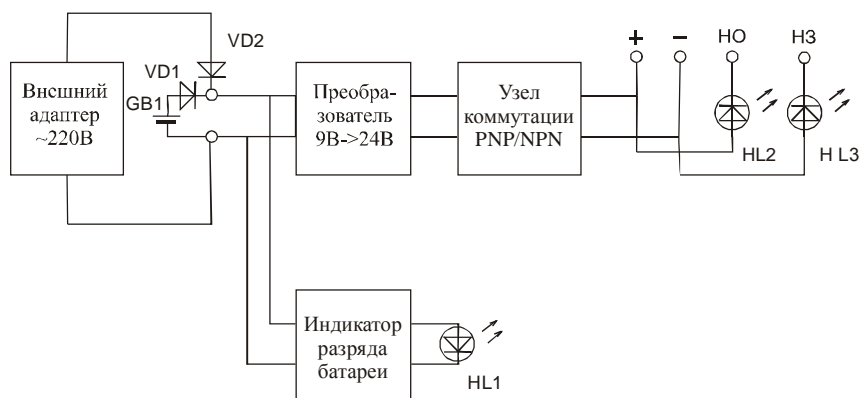 VD2
VD1
GB1
Внешний
адаптер
~220В
Преобра-
зователь
9В->24В
Узел
коммутации
PNP/NPN
+
−
НО
НЗ
HL2
H L3
Индикатор
разряда
батареи
HL1